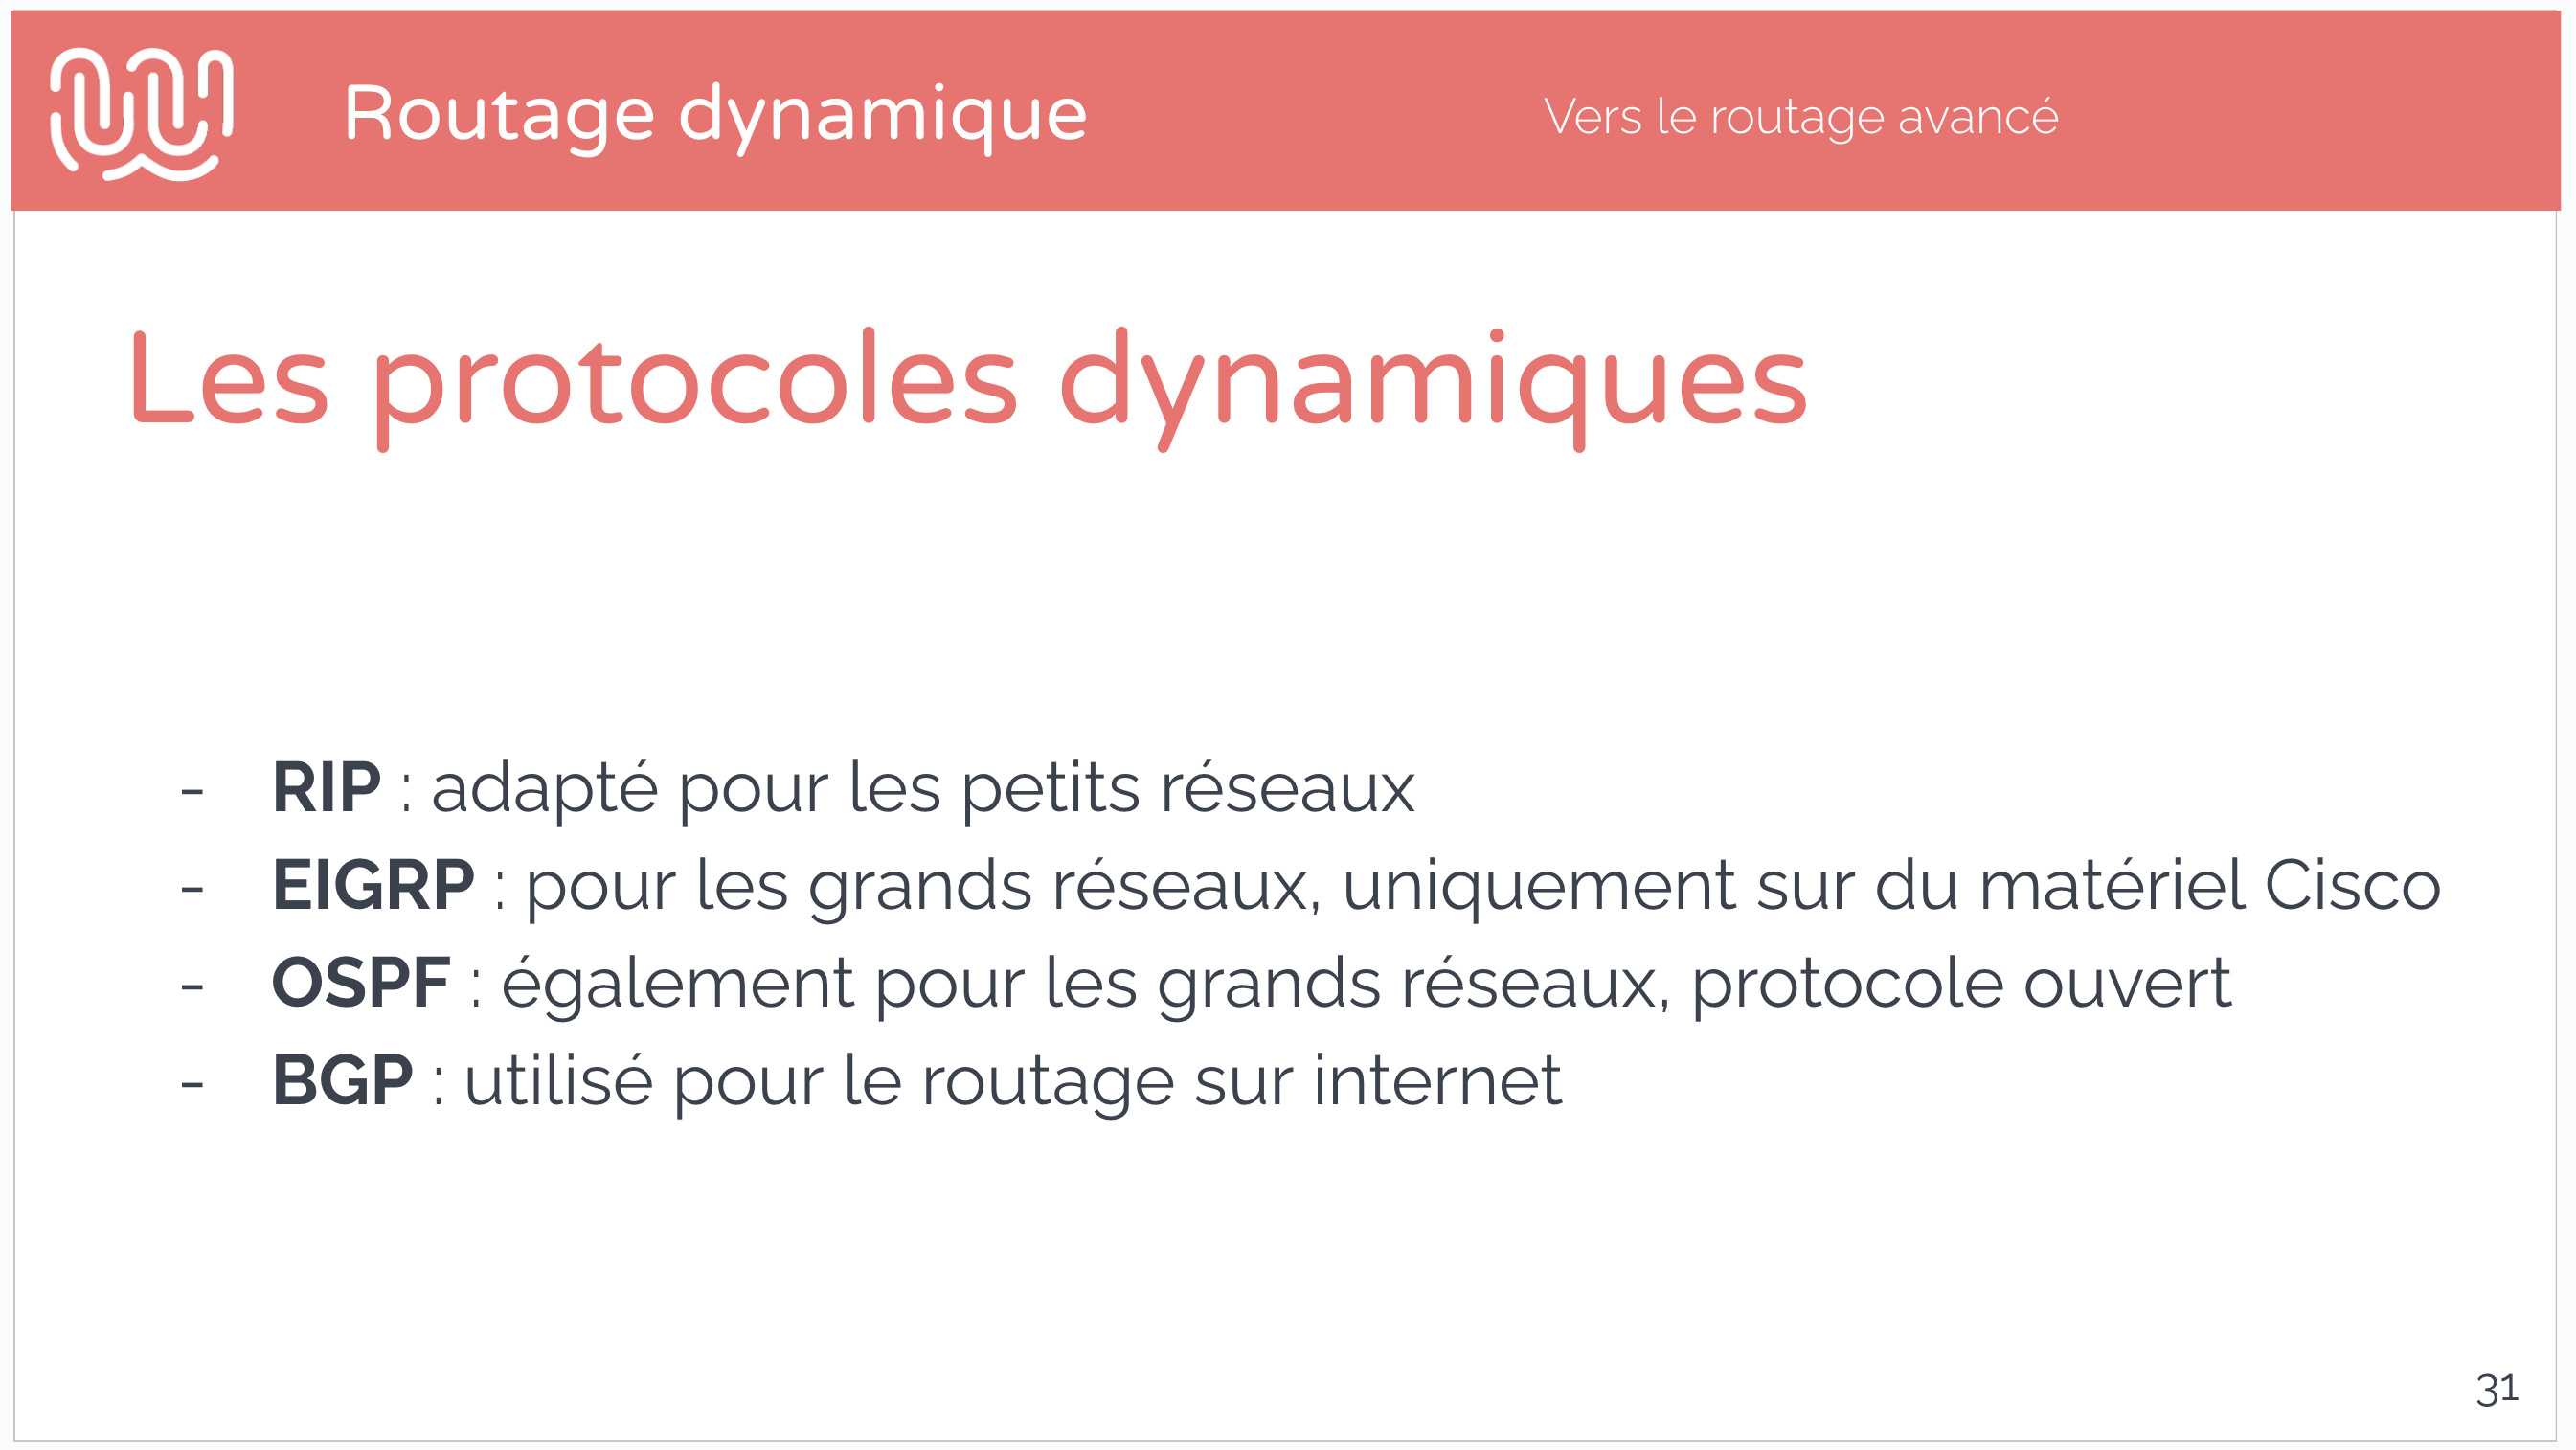 Routage dynamique
Vers le routage avancé
Les protocoles dynamiques
- RIP : adapté pour les petits réseaux
- EIGRP : pour les grands réseaux, uniquement sur du matériel Cisco
- OSPF : également pour les grands réseaux, protocole ouvert
- BGP : utilisé pour le routage sur internet
31